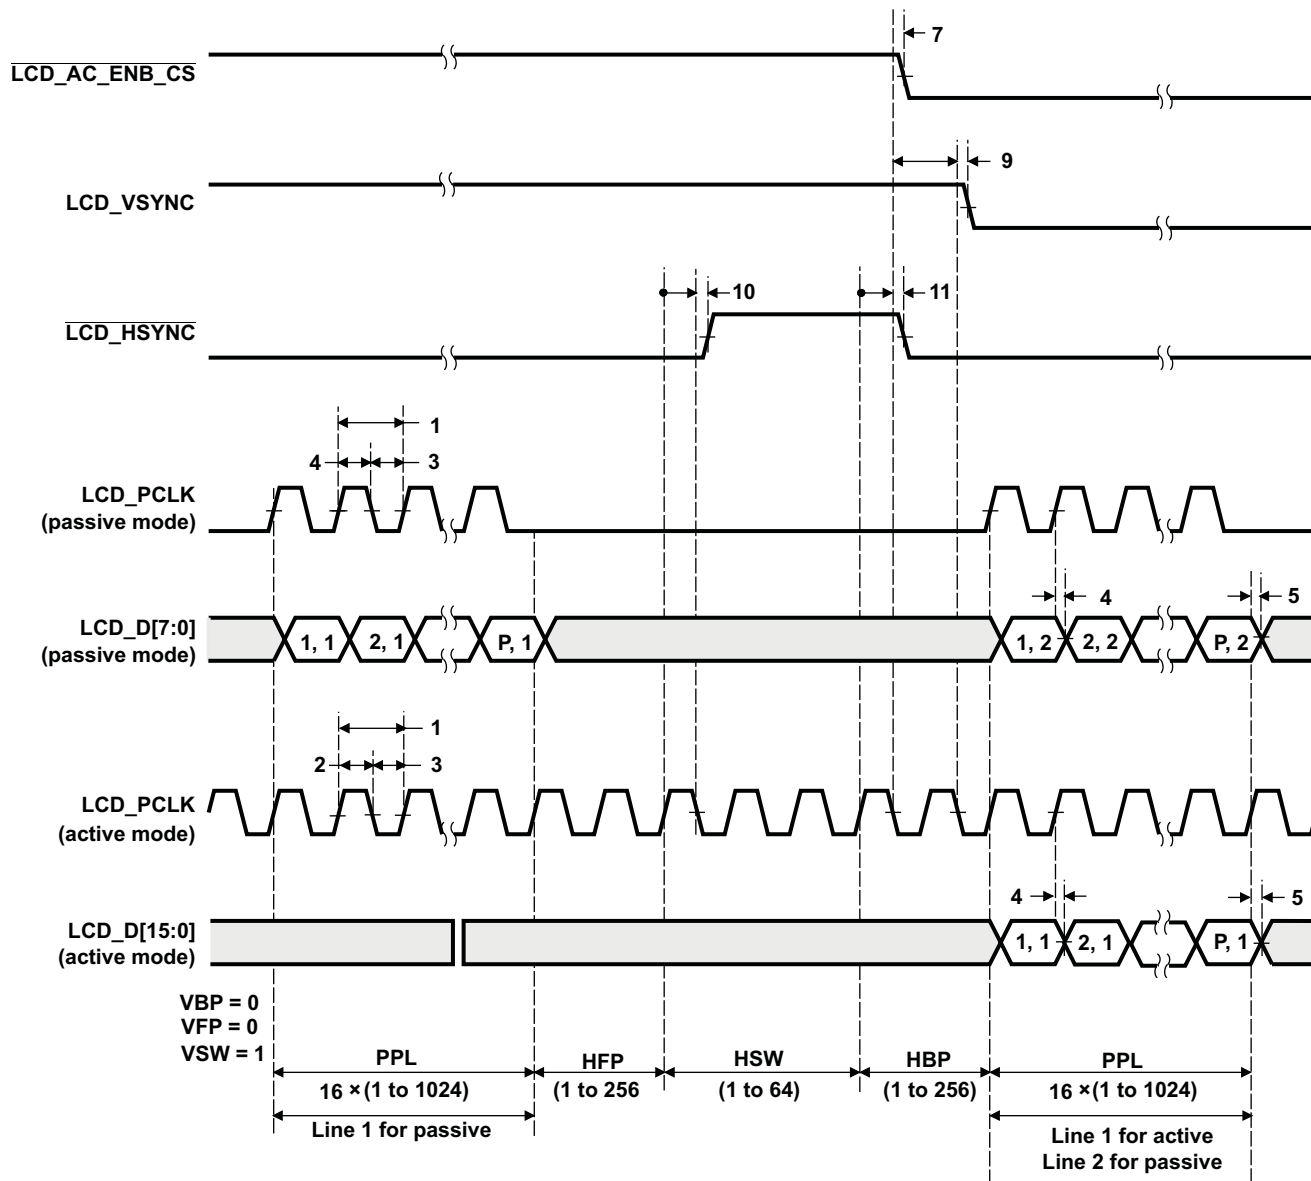 7
LCD_AC_ENB_CS
9
LCD_VSYNC
10
11
LCD_HSYNC
1
4
3
LCD_PCLK
(passive mode)
4
5
LCD_D[7:0]
(passive mode)
1, 1
2, 1
P, 1
1, 2
2, 2
P, 2
1
2
3
LCD_PCLK
(active mode)
4
5
LCD_D[15:0]
(active mode)
1, 1
2, 1
P, 1
VBP = 0
VFP = 0
VSW = 1
PPL
16 × (1 to 1024)
HFP
(1 to 256
HSW
(1 to 64)
HBP
(1 to 256)
PPL
16 × (1 to 1024)
Line 1 for passive
Line 1 for active
Line 2 for passive